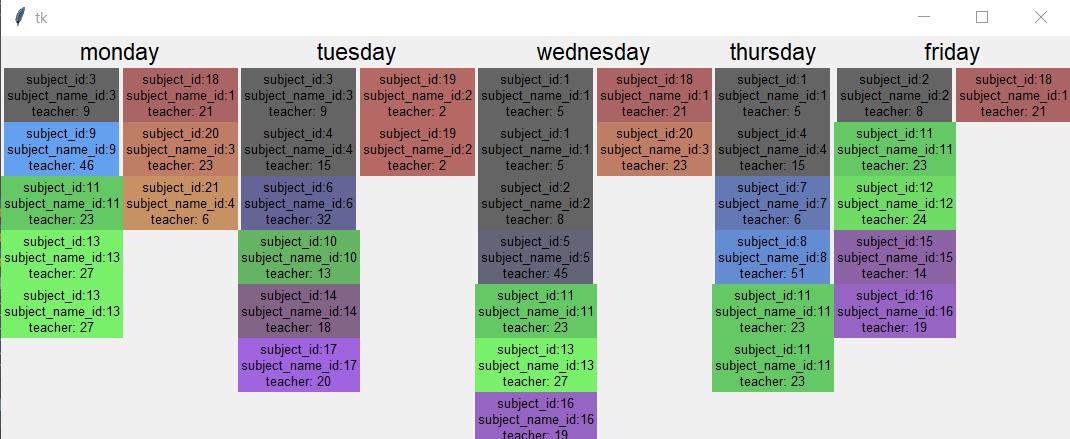 tk
monday
subject_id:3
subject_name_id:3
teacher: 9
subject_id:9
subject_name_id:9
teacher: 46
subject_id:11
subject_name_id:11
teacher: 23
subject_id:13
subject_name_id:13
teacher: 27
subject_id:13
subject_name_id:13
teacher: 27
subject_id:18
subject_name_id:1
teacher: 21
subject_id:20
subject_name_id:3
teacher: 23
subject_id:21
subject_name_id:4
teacher: 6
tuesday
subject_id:3
subject_name_id:3
teacher: 9
subject_id:4
subject_name_id:4
teacher: 15
subject_id:6
subject_name_id:6
teacher: 32
subject_id:10
subject_name_id:10
teacher: 13
subject_id:14
subject_name_id:14
teacher: 18
subject_id:17
subject_name_id:17
teacher: 20
subject_id:19
subject_name_id:2
teacher: 2
subject_id:19
subject_name_id:2
teacher: 2
wednesday
subject_id:1
subject_name_id:1
teacher: 5
subject_id:1
subject_name_id:1
teacher: 5
subject_id:2
subject_name_id:2
teacher: 8
subject_id:5
subject_name_id:5
teacher: 45
subject_id:11
subject_name_id:11
teacher: 23
subject_id:13
subject_name_id:13
teacher: 27
subject_id:16
subject_name_id:16
teacher: 19
subject_id:18
subject_name_id:1
teacher: 21
subject_id:20
subject_name_id:3
teacher: 23
thursday
subject_id:1
subject_name_id:1
teacher: 5
subject_id:4
subject_name_id:4
teacher: 15
subject_id:7
subject_name_id:7
teacher: 6
subject_id:8
subject_name_id:8
teacher: 51
subject_id:11
subject_name_id:11
teacher: 23
subject_id:11
subject_name_id:11
teacher: 23
friday
subject_id:2
subject_name_id:2
teacher: 8
subject_id:11
subject_name_id:11
teacher: 23
subject_id:12
subject_name_id:12
teacher: 24
subject_id:15
subject_name_id:15
teacher: 14
subject_id:16
subject_name_id:16
teacher: 19
subject_id:18
subject_name_id:1
teacher: 21